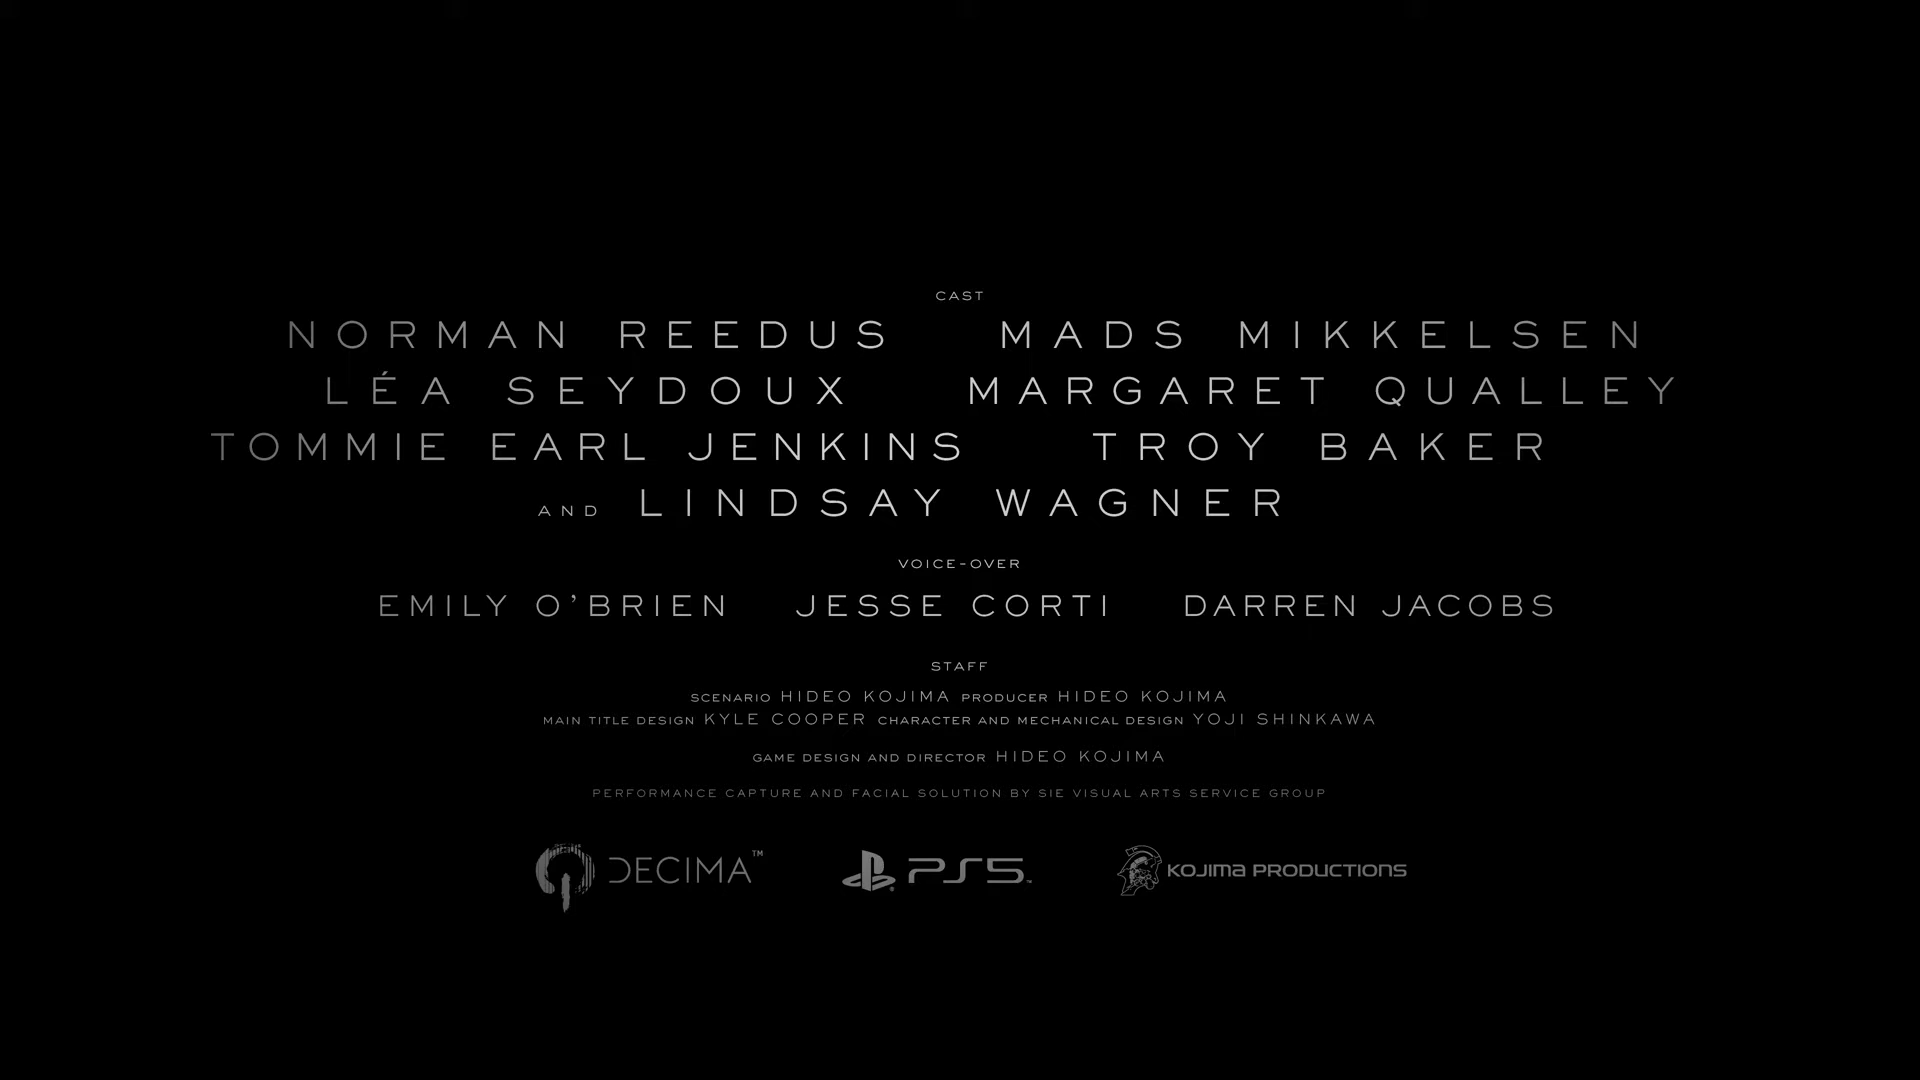 CAST
NORMAN REEDUS MADS MIKKELSEN
LÉA SEYDOUX MARGARET QUALLEY
TOMMIE EARL JENKINS TROY BAKER
AND LINDSAY WAGNER
VOICE-OVER
EMILY O’BRIEN JESSE CORTI DARREN JACOBS
STAFF
SCENARIO HIDEO KOJIMA PRODUCER HIDEO KOJIMA
MAIN TITLE DESIGN KYLE COOPER CHARACTER AND MECHANICAL DESIGN YOJI SHINKAWA
GAME DESIGN AND DIRECTOR HIDEO KOJIMA
PERFORMANCE CAPTURE AND FACIAL SOLUTION BY SIE VISUAL ARTS SERVICE GROUP
DECIMA™ PS5™ KOJIMA PRODUCTIONS